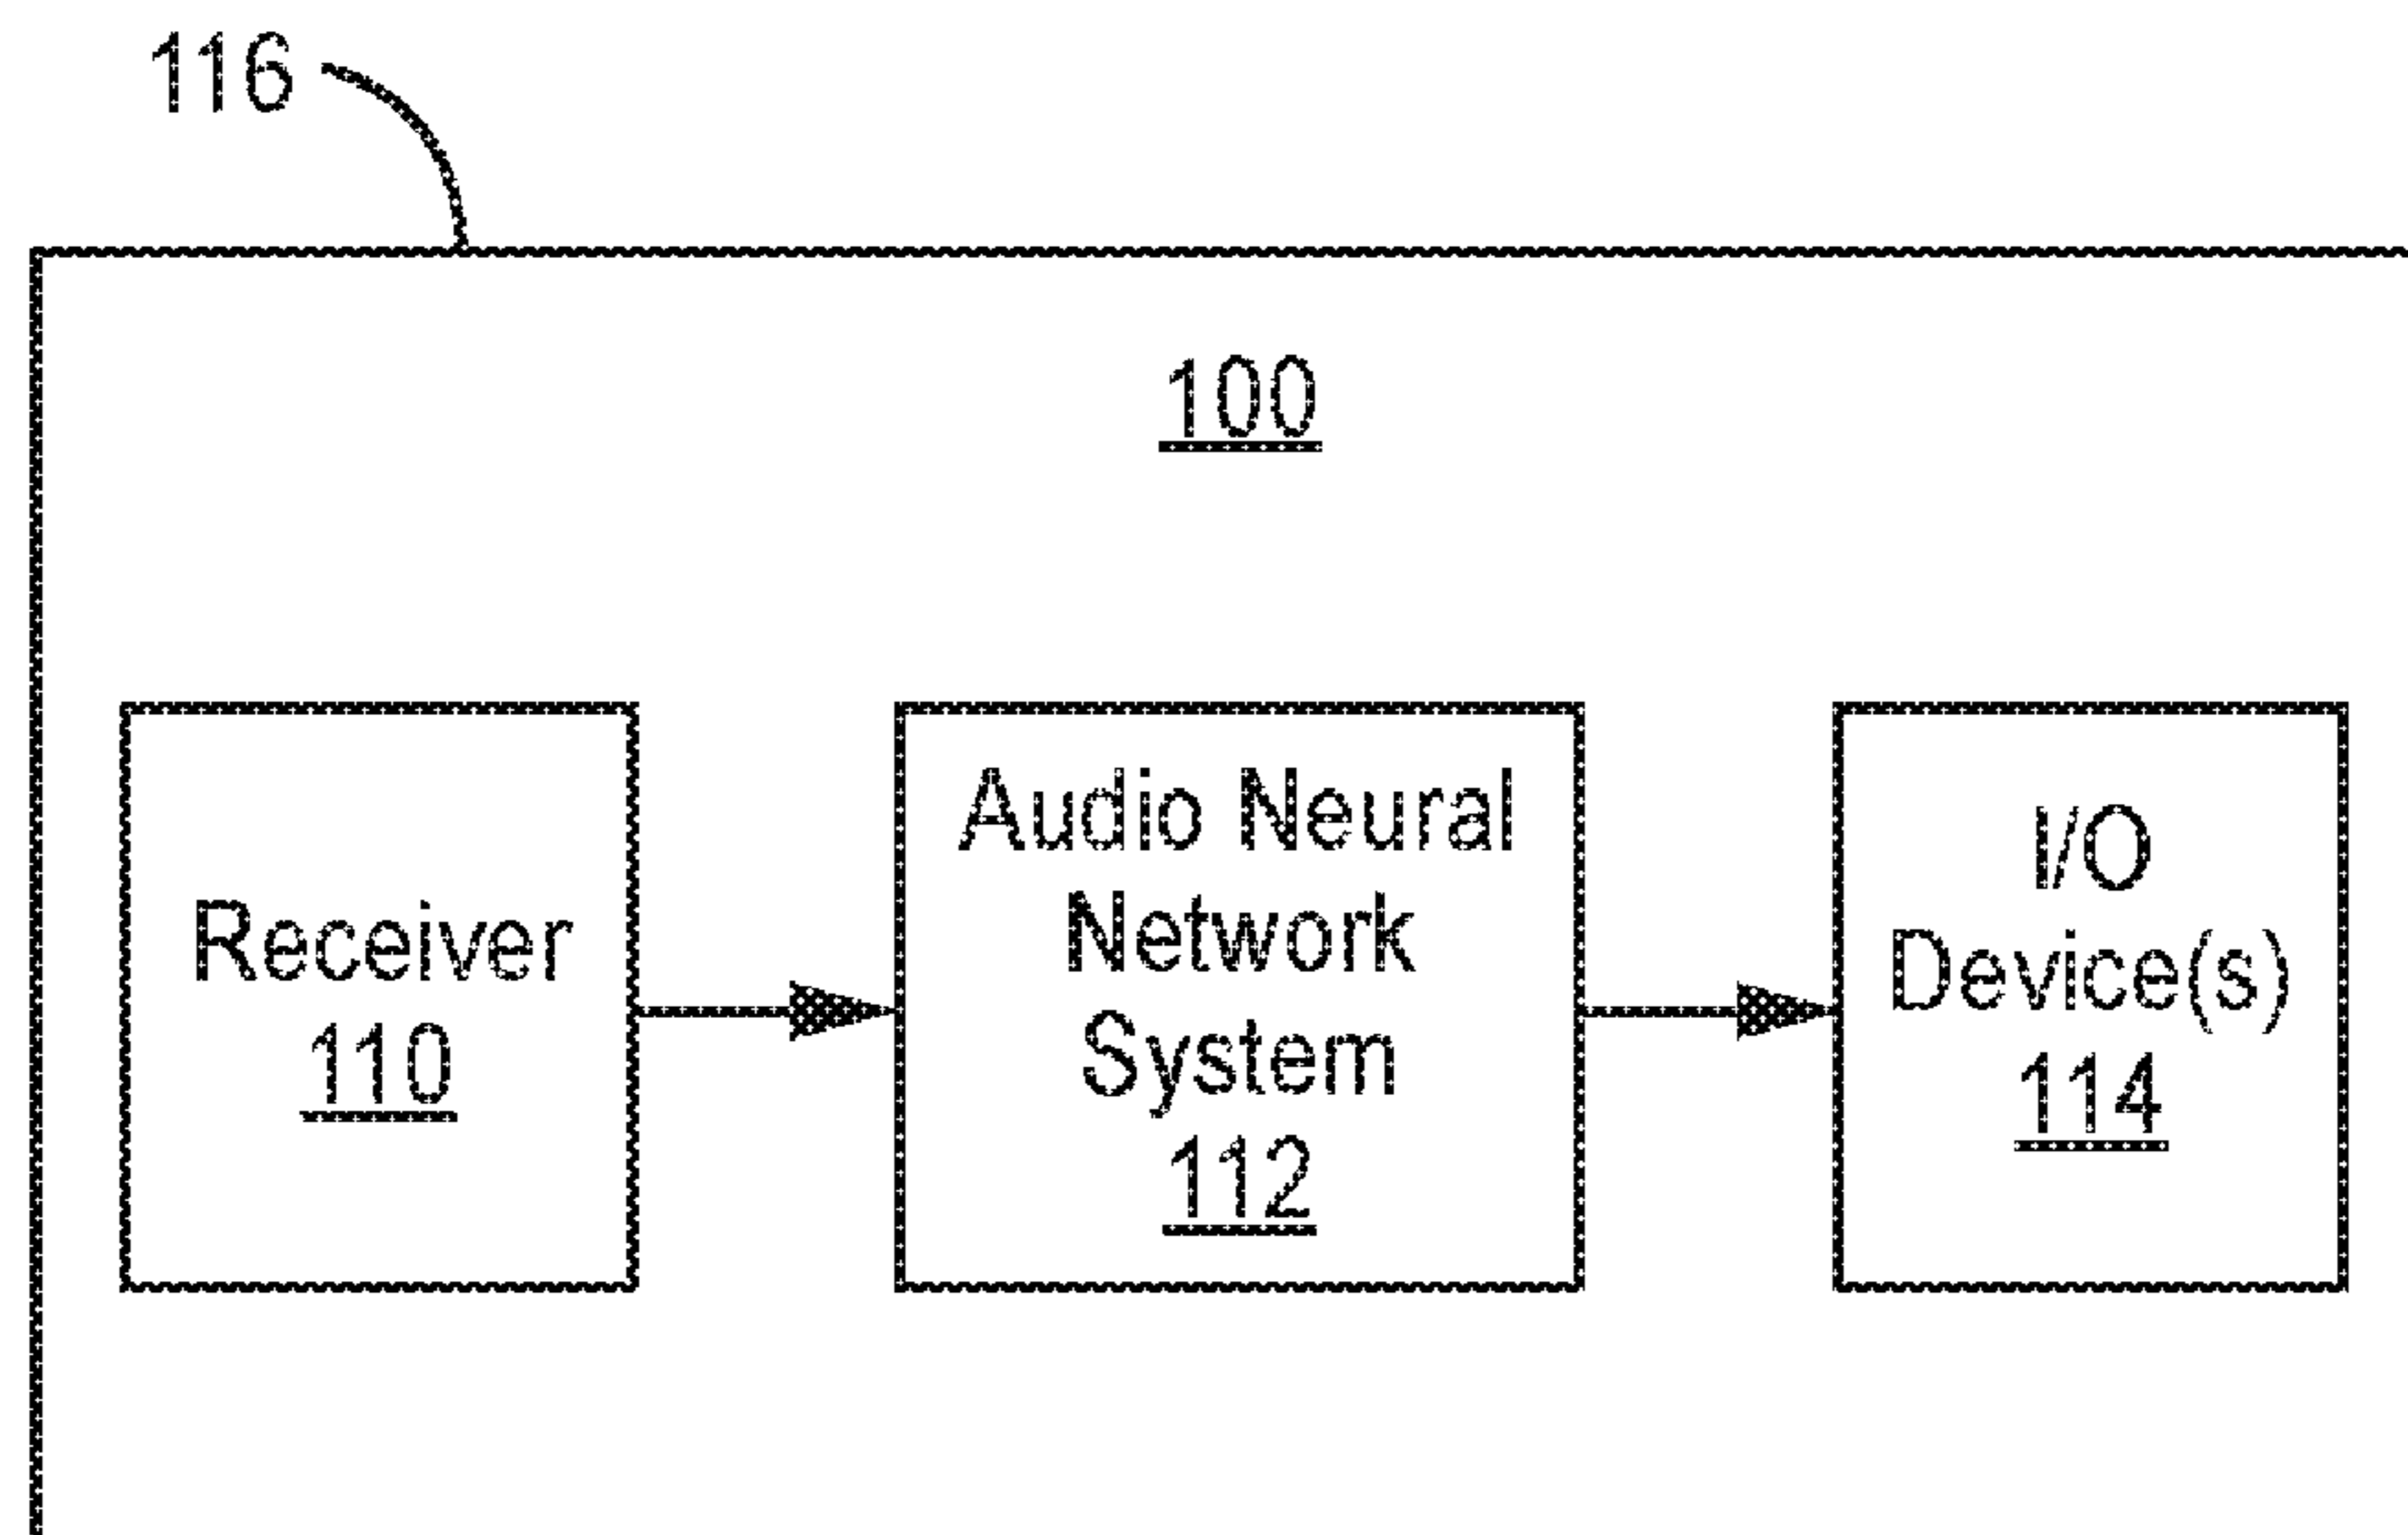 116
100
Receiver
110
Audio Neural
Network
System
112
I/O
Device(s)
114